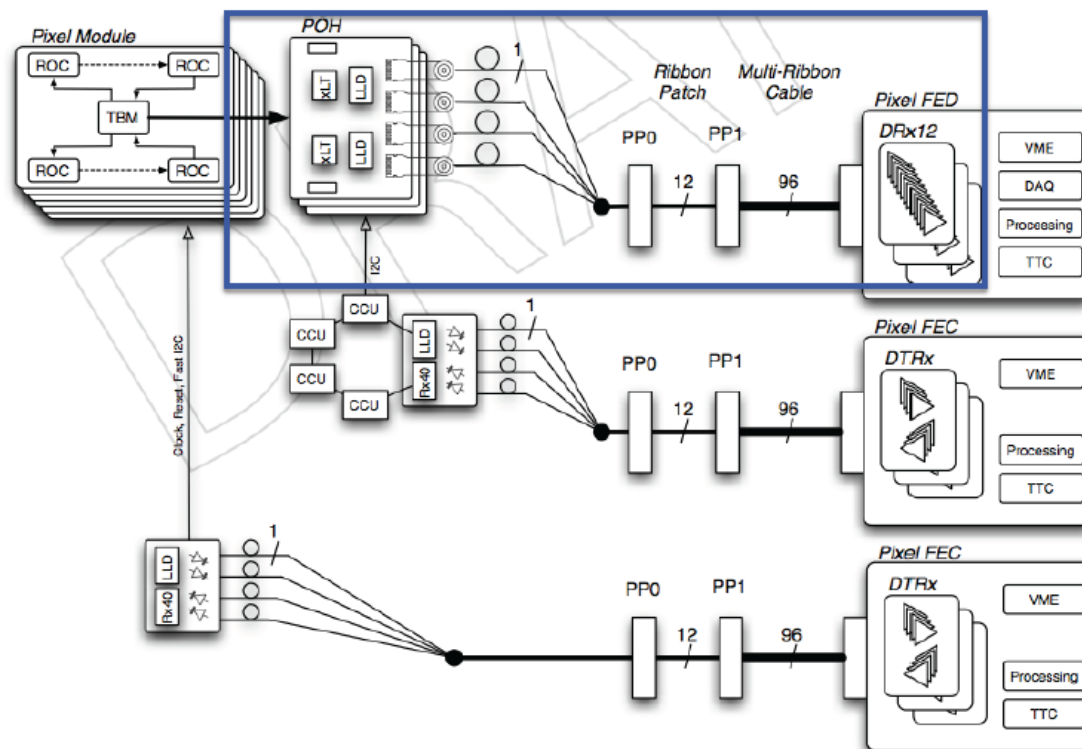 Pixel Module
ROC
ROC
TBM
ROC
ROC
POH
xLT
LLD
xLT
LLD
1
Ribbon
Patch
Multi-Ribbon
Cable
PP0
12
PP1
96
Pixel FED
DRx12
VME
DAQ
Processing
TTC
I2C
CCU
CCU
CCU
CCU
LLD
Rx40
1
PP0
12
PP1
96
Pixel FEC
DTRx
VME
Processing
TTC
Clock, Reset, Fast I2C
LLD
Rx40
1
PP0
12
PP1
96
Pixel FEC
DTRx
VME
Processing
TTC
DRAFT